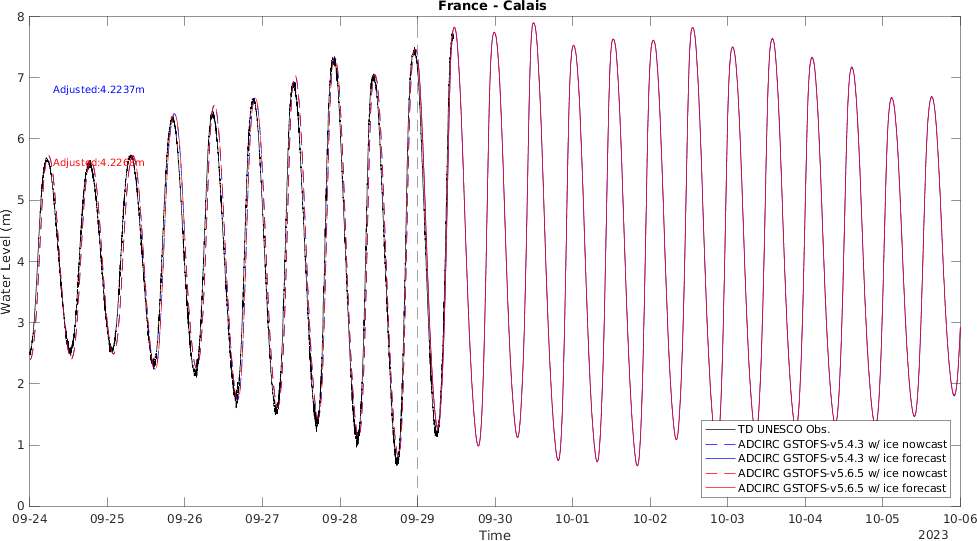 France - Calais
8
7
6
5
4
3
2
1
0
Water Level (m)
Adjusted:4.2237m
TD UNESCO Obs.
ADCIRC GSTOFS-v5.4.3 w/ ice nowcast
ADCIRC GSTOFS-v5.4.3 w/ ice forecast
ADCIRC GSTOFS-v5.6.5 w/ ice nowcast
ADCIRC GSTOFS-v5.6.5 w/ ice forecast
09-24 09-25 09-26 09-27 09-28 09-29 09-30 10-01 10-02 10-03 10-04 10-05 10-06
Time
2023